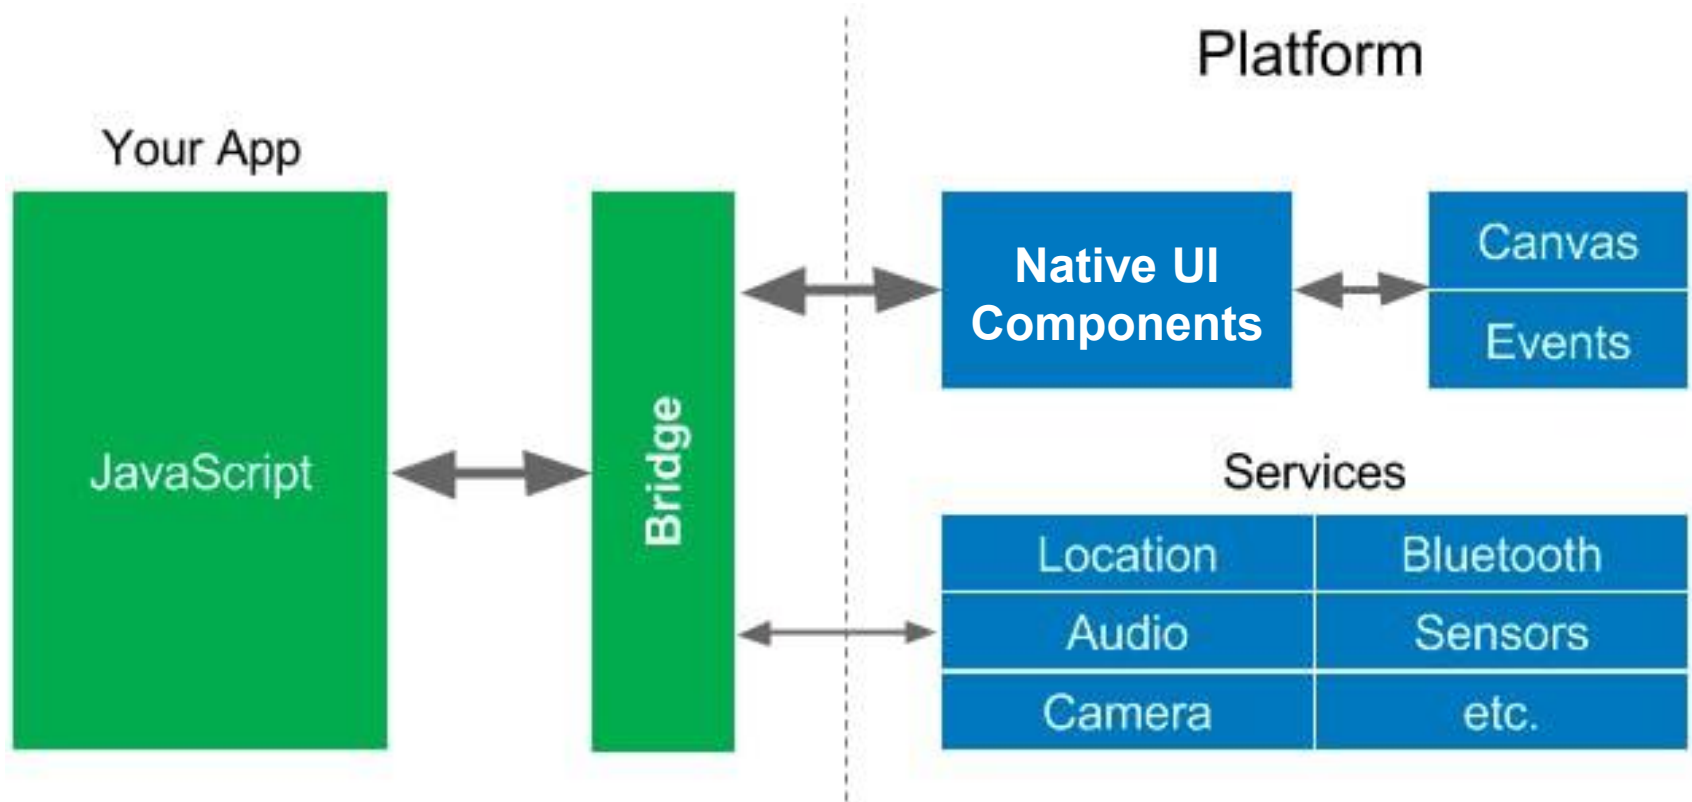 Platform
Your App
JavaScript
Bridge
Native UI
Components
Canvas
Events
Services
Location
Bluetooth
Audio
Sensors
Camera
etc.